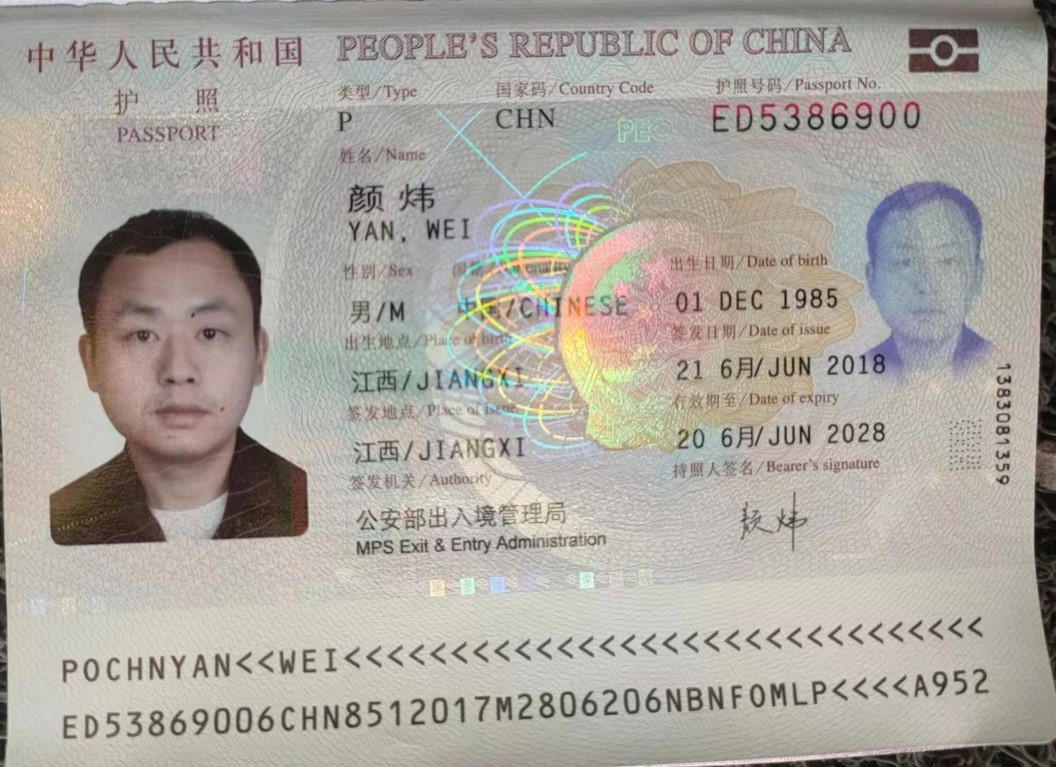 中华人民共和国 PEOPLE'S REPUBLIC OF CHINA
护 照
PASSPORT
类型/Type 国家码/Country Code 护照号码/Passport No.
P CHN ED5386900
姓名/Name
颜 炜
YAN, WEI
性别/Sex
出生日期/Date of birth
男/M 中国/CHINESE 01 DEC 1985
出生地点/Place of birth 签发日期/Date of issue
江西/JIANGXI 21 6月/JUN 2018
签发地点/Place of issue 有效期至/Date of expiry
江西/JIANGXI 20 6月/JUN 2028
签发机关/Authority 持照人签名/Bearer's signature
公安部出入境管理局
MPS Exit & Entry Administration
颜炜
1383081359
POCHNYAN<<WEI<<<<<<<<<<<<<<<<<<<<<<<<<<<<<<<
ED53869006CHN8512017M2806206NBNFOMLP<<<<A952